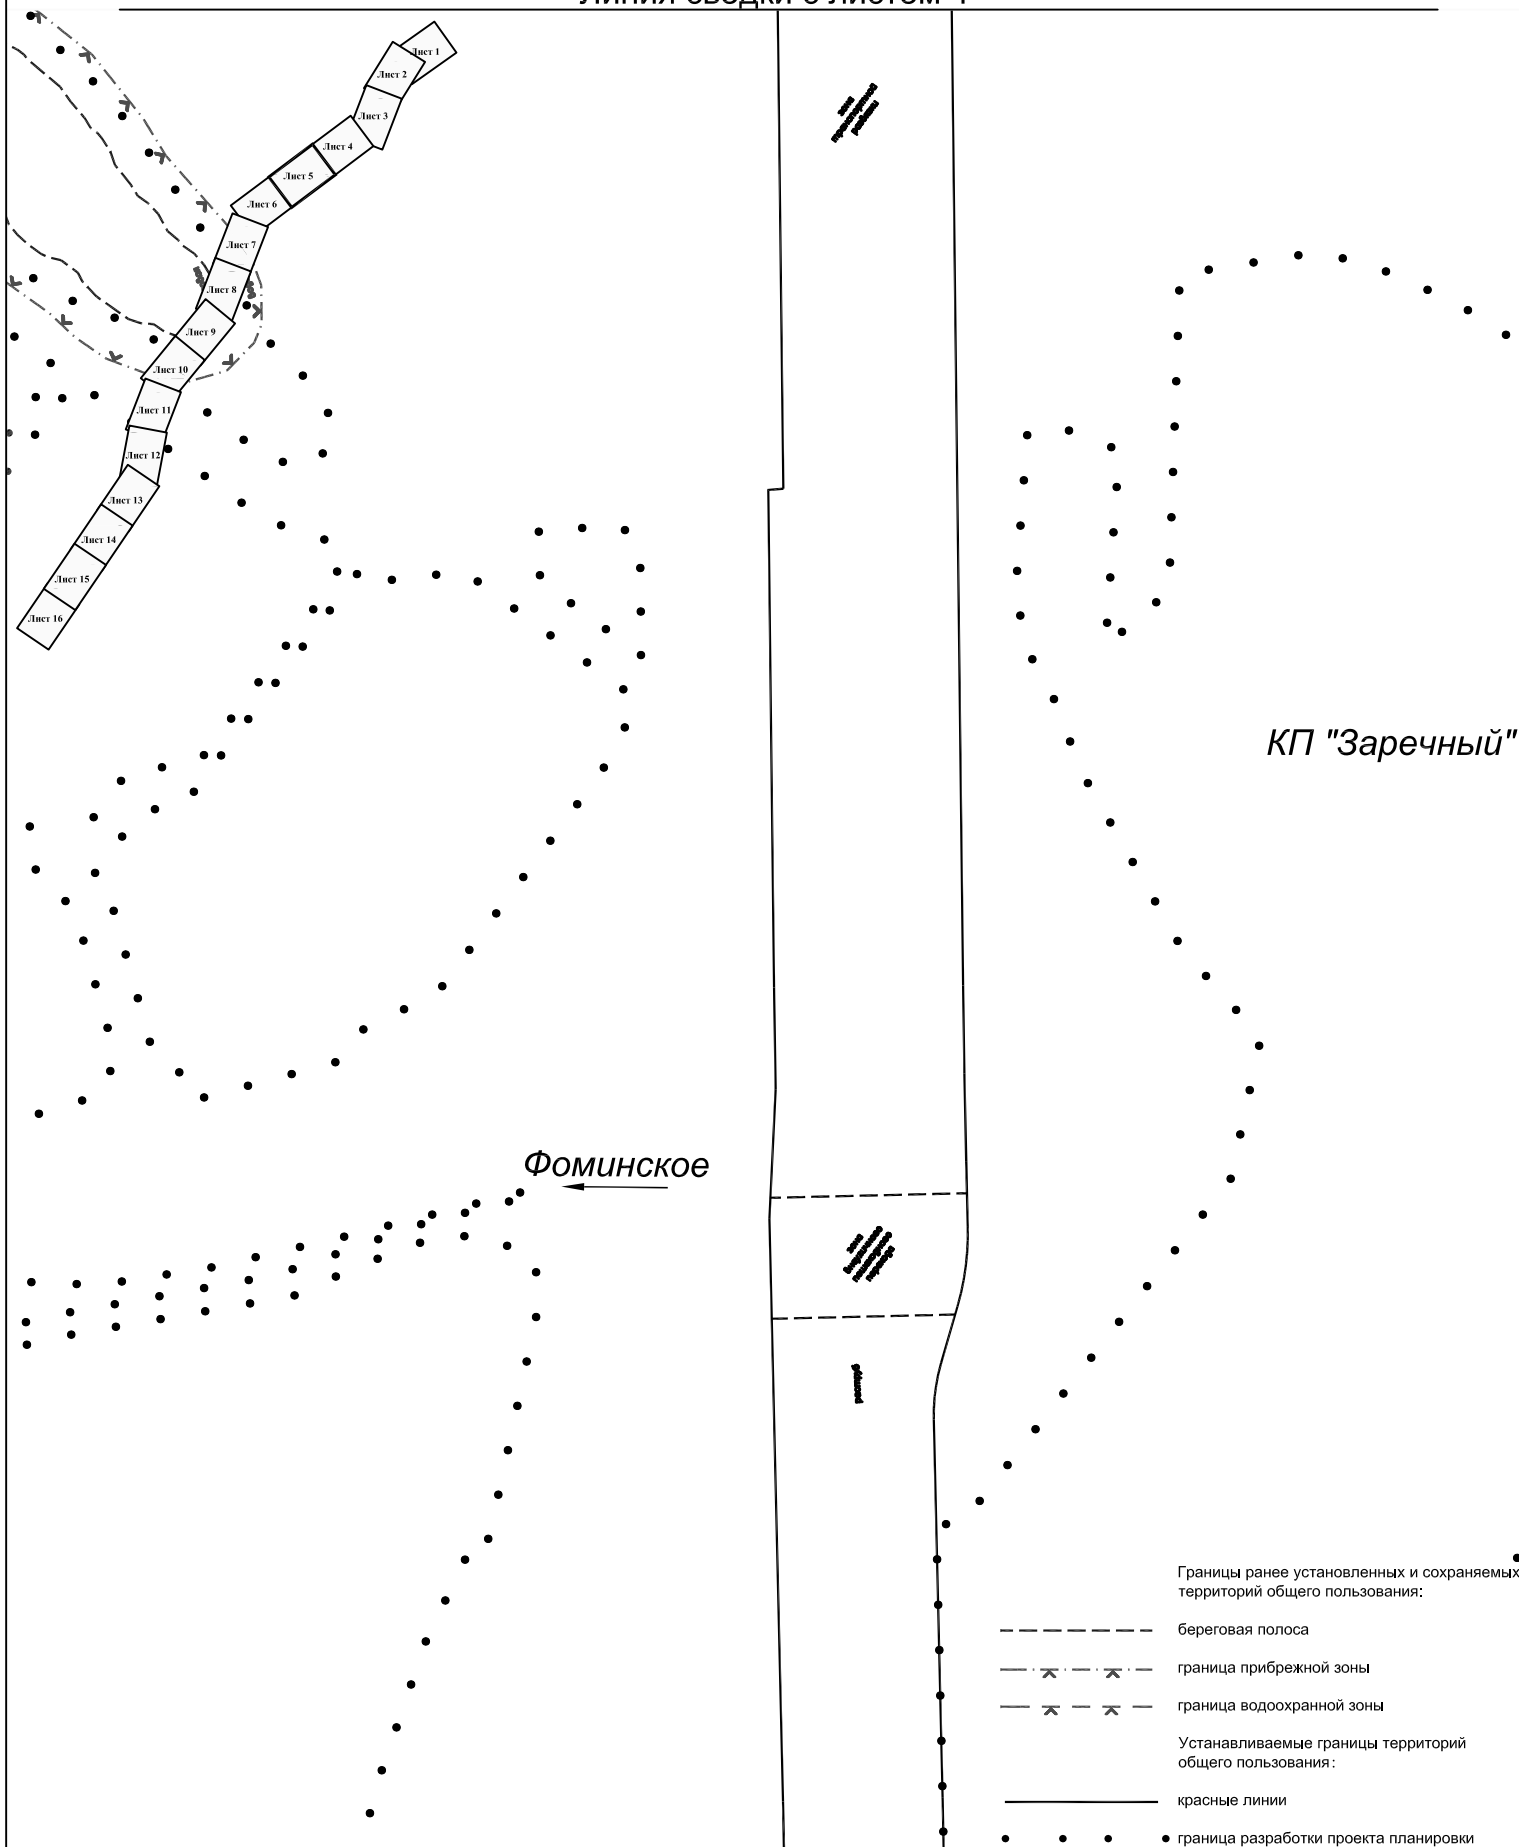 Линия сводки с листом 4
Лист 1
Лист 2
Лист 3
Лист 4
Лист 5
Лист 6
Лист 7
Лист 8
Лист 9
Лист 10
Лист 11
Лист 12
Лист 13
Лист 14
Лист 15
Лист 16
КП "Заречный"
Фоминское
Границы ранее установленных и сохраняемых
территорий общего пользования:
береговая полоса
граница прибрежной зоны
граница водоохранной зоны
Устанавливаемые границы территорий
общего пользования:
красные линии
граница разработки проекта планировки